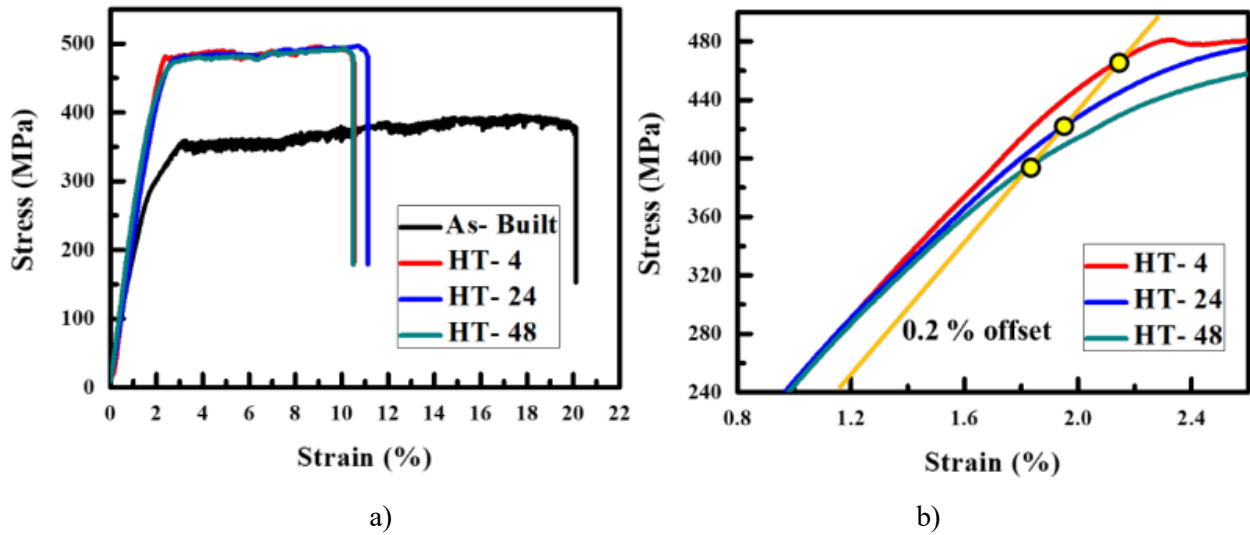 500
400
300
200
100
0
Stress (MPa)
As- Built
HT- 4
HT- 24
HT- 48
0 2 4 6 8 10 12 14 16 18 20 22
Strain (%)
a)
480
440
400
360
320
280
240
Stress (MPa)
0.2 % offset
HT- 4
HT- 24
HT- 48
0.8 1.2 1.6 2.0 2.4
Strain (%)
b)